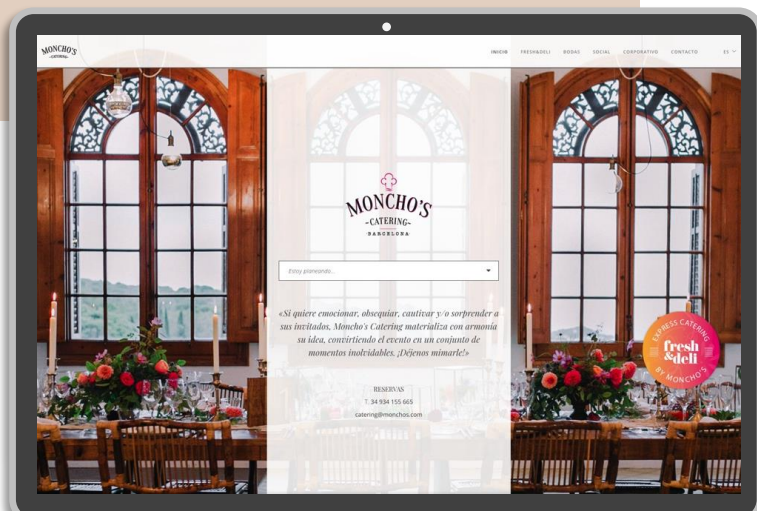 MONCHO'S
-CATERING-
INICIO FRESH&DELI BODAS SOCIAL CORPORATIVO CONTACTO ES
MONCHO'S
-CATERING-
BARCELONA
Estoy planeando...
«Si quiere emocionar, obsequiar, cautivar y/o sorprender a
sus invitados, Moncho's Catering materializa con armonía
su idea, convirtiendo el evento en un conjunto de
momentos inolvidables. ¡Déjenos mimarle!»
RESERVAS
T. 34 934 155 665
catering@monchos.com
EXPRESS CATERING
fresh
&deli
BY MONCHO'S